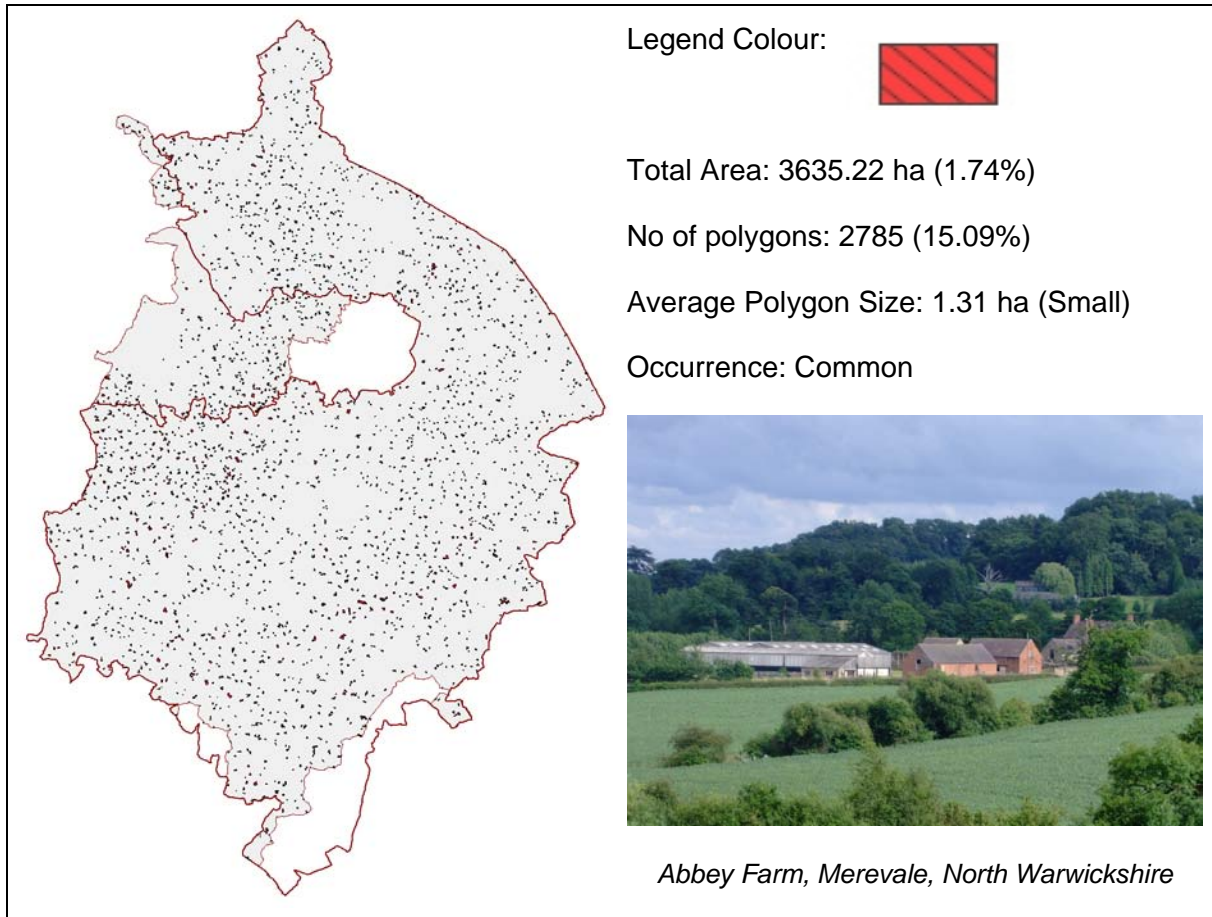 Legend Colour:
Total Area: 3635.22 ha (1.74%)
No of polygons: 2785 (15.09%)
Average Polygon Size: 1.31 ha (Small)
Occurrence: Common
Abbey Farm, Merevale, North Warwickshire